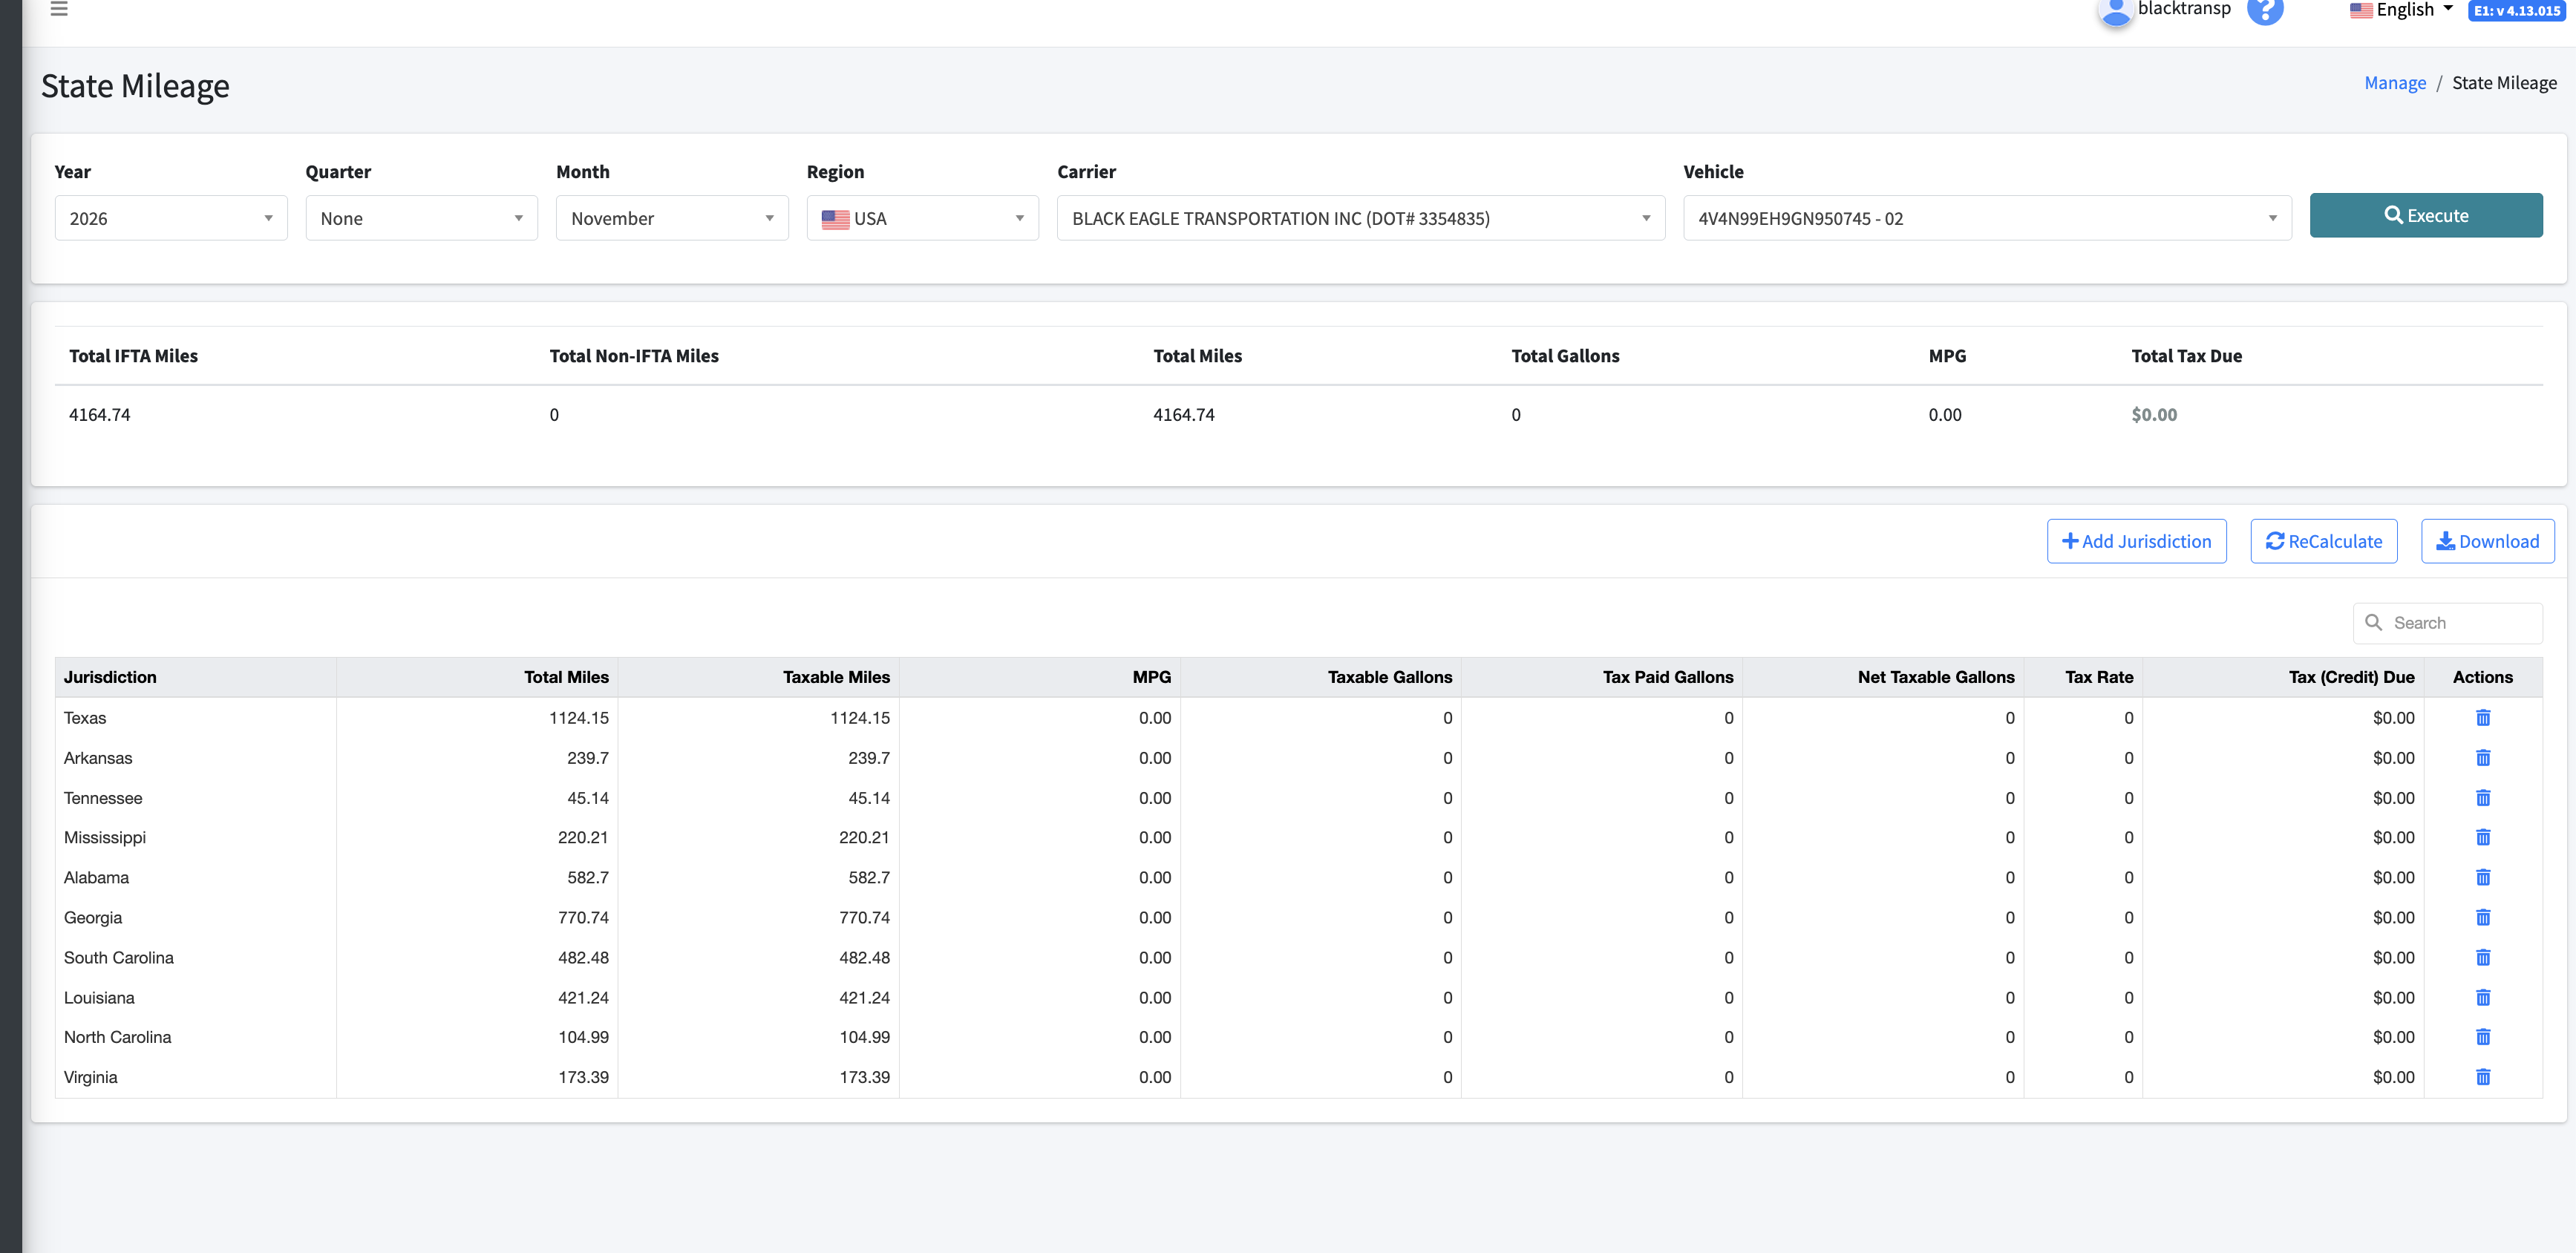 blacktransp ? English E1: v 4.13.015
State Mileage Manage / State Mileage
Year Quarter Month Region Carrier Vehicle
2026 None November USA BLACK EAGLE TRANSPORTATION INC (DOT# 3354835) 4V4N99EH9GN950745 - 02 Execute
Total IFTA Miles Total Non-IFTA Miles Total Miles Total Gallons MPG Total Tax Due
4164.74 0 4164.74 0 0.00 $0.00
Add Jurisdiction ReCalculate Download
Search
Jurisdiction Total Miles Taxable Miles MPG Taxable Gallons Tax Paid Gallons Net Taxable Gallons Tax Rate Tax (Credit) Due Actions
Texas 1124.15 1124.15 0.00 0 0 0 0 $0.00
Arkansas 239.7 239.7 0.00 0 0 0 0 $0.00
Tennessee 45.14 45.14 0.00 0 0 0 0 $0.00
Mississippi 220.21 220.21 0.00 0 0 0 0 $0.00
Alabama 582.7 582.7 0.00 0 0 0 0 $0.00
Georgia 770.74 770.74 0.00 0 0 0 0 $0.00
South Carolina 482.48 482.48 0.00 0 0 0 0 $0.00
Louisiana 421.24 421.24 0.00 0 0 0 0 $0.00
North Carolina 104.99 104.99 0.00 0 0 0 0 $0.00
Virginia 173.39 173.39 0.00 0 0 0 0 $0.00